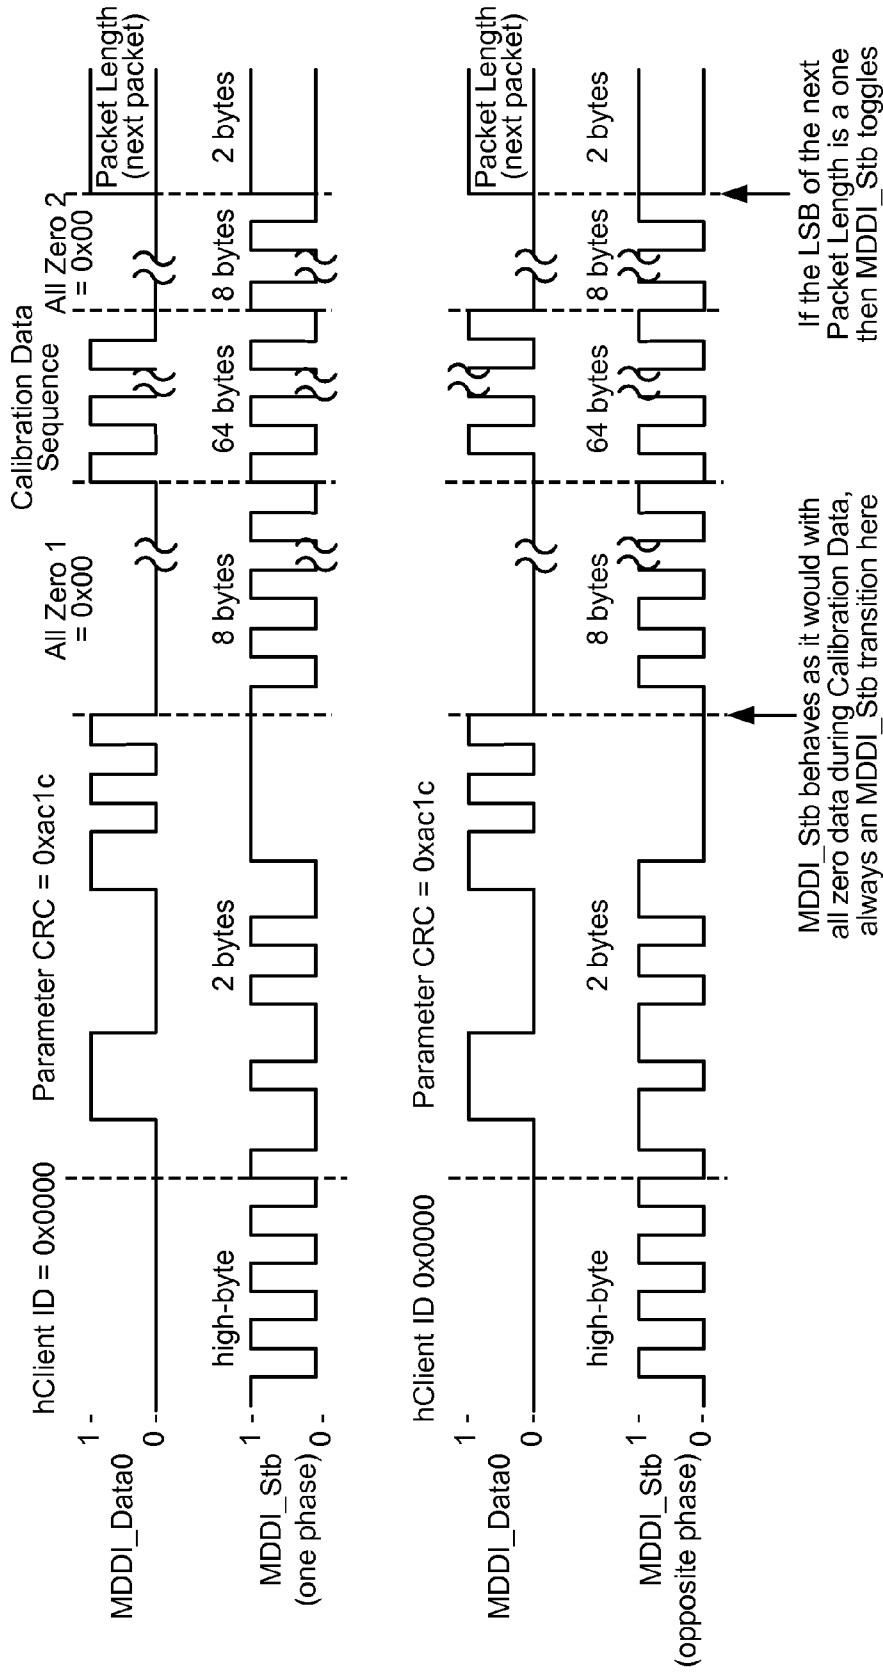 Calibration Data
Sequence
hClient ID = 0x0000
Parameter CRC = 0xac1c
All Zero 1
= 0x00
All Zero 2
= 0x00
MDDI_Data0
1 -
0 -
Packet Length
(next packet)
MDDI_Stb
(one phase)
1 -
0 -
high-byte
2 bytes
8 bytes
64 bytes
8 bytes
2 bytes
hClient ID 0x0000
Parameter CRC = 0xac1c
MDDI_Data0
1 -
0 -
Packet Length
(next packet)
MDDI_Stb
(opposite phase)
1 -
0 -
high-byte
2 bytes
8 bytes
64 bytes
8 bytes
2 bytes
MDDI_Stb behaves as it would with
all zero data during Calibration Data,
always an MDDI_Stb transition here
If the LSB of the next
Packet Length is a one
then MDDI_Stb toggles